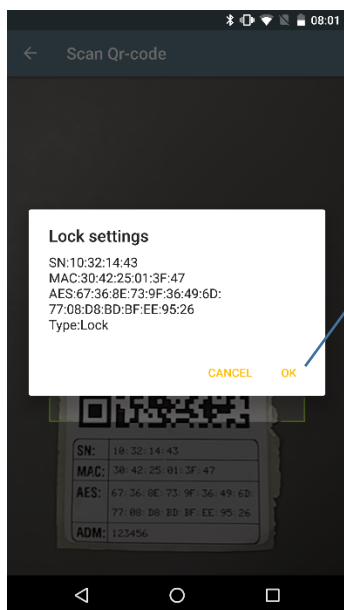 08:01
Scan Qr-code
Lock settings
SN:10:32:14:43
MAC:30:42:25:01:3F:47
AES:67:36:8E:73:9F:36:49:6D:
77:08:D8:BD:BF:EE:95:26
Type:Lock
CANCEL OK
SN: 10:32:14:43
MAC: 30:42:25:01:3F:47
AES: 67:36:8E:73:9F:36:49:6D:
77:08:D8:BD:BF:EE:95:26
ADM: 123456